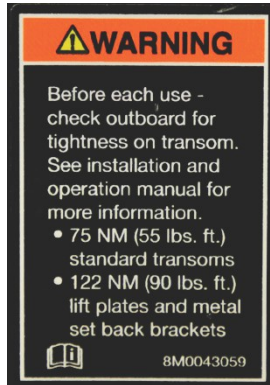 WARNING
Before each use -
check outboard for
tightness on transom.
See installation and
operation manual for
more information.
• 75 NM (55 lbs. ft.)
standard transoms
• 122 NM (90 lbs. ft.)
lift plates and metal
set back brackets
8M0043059